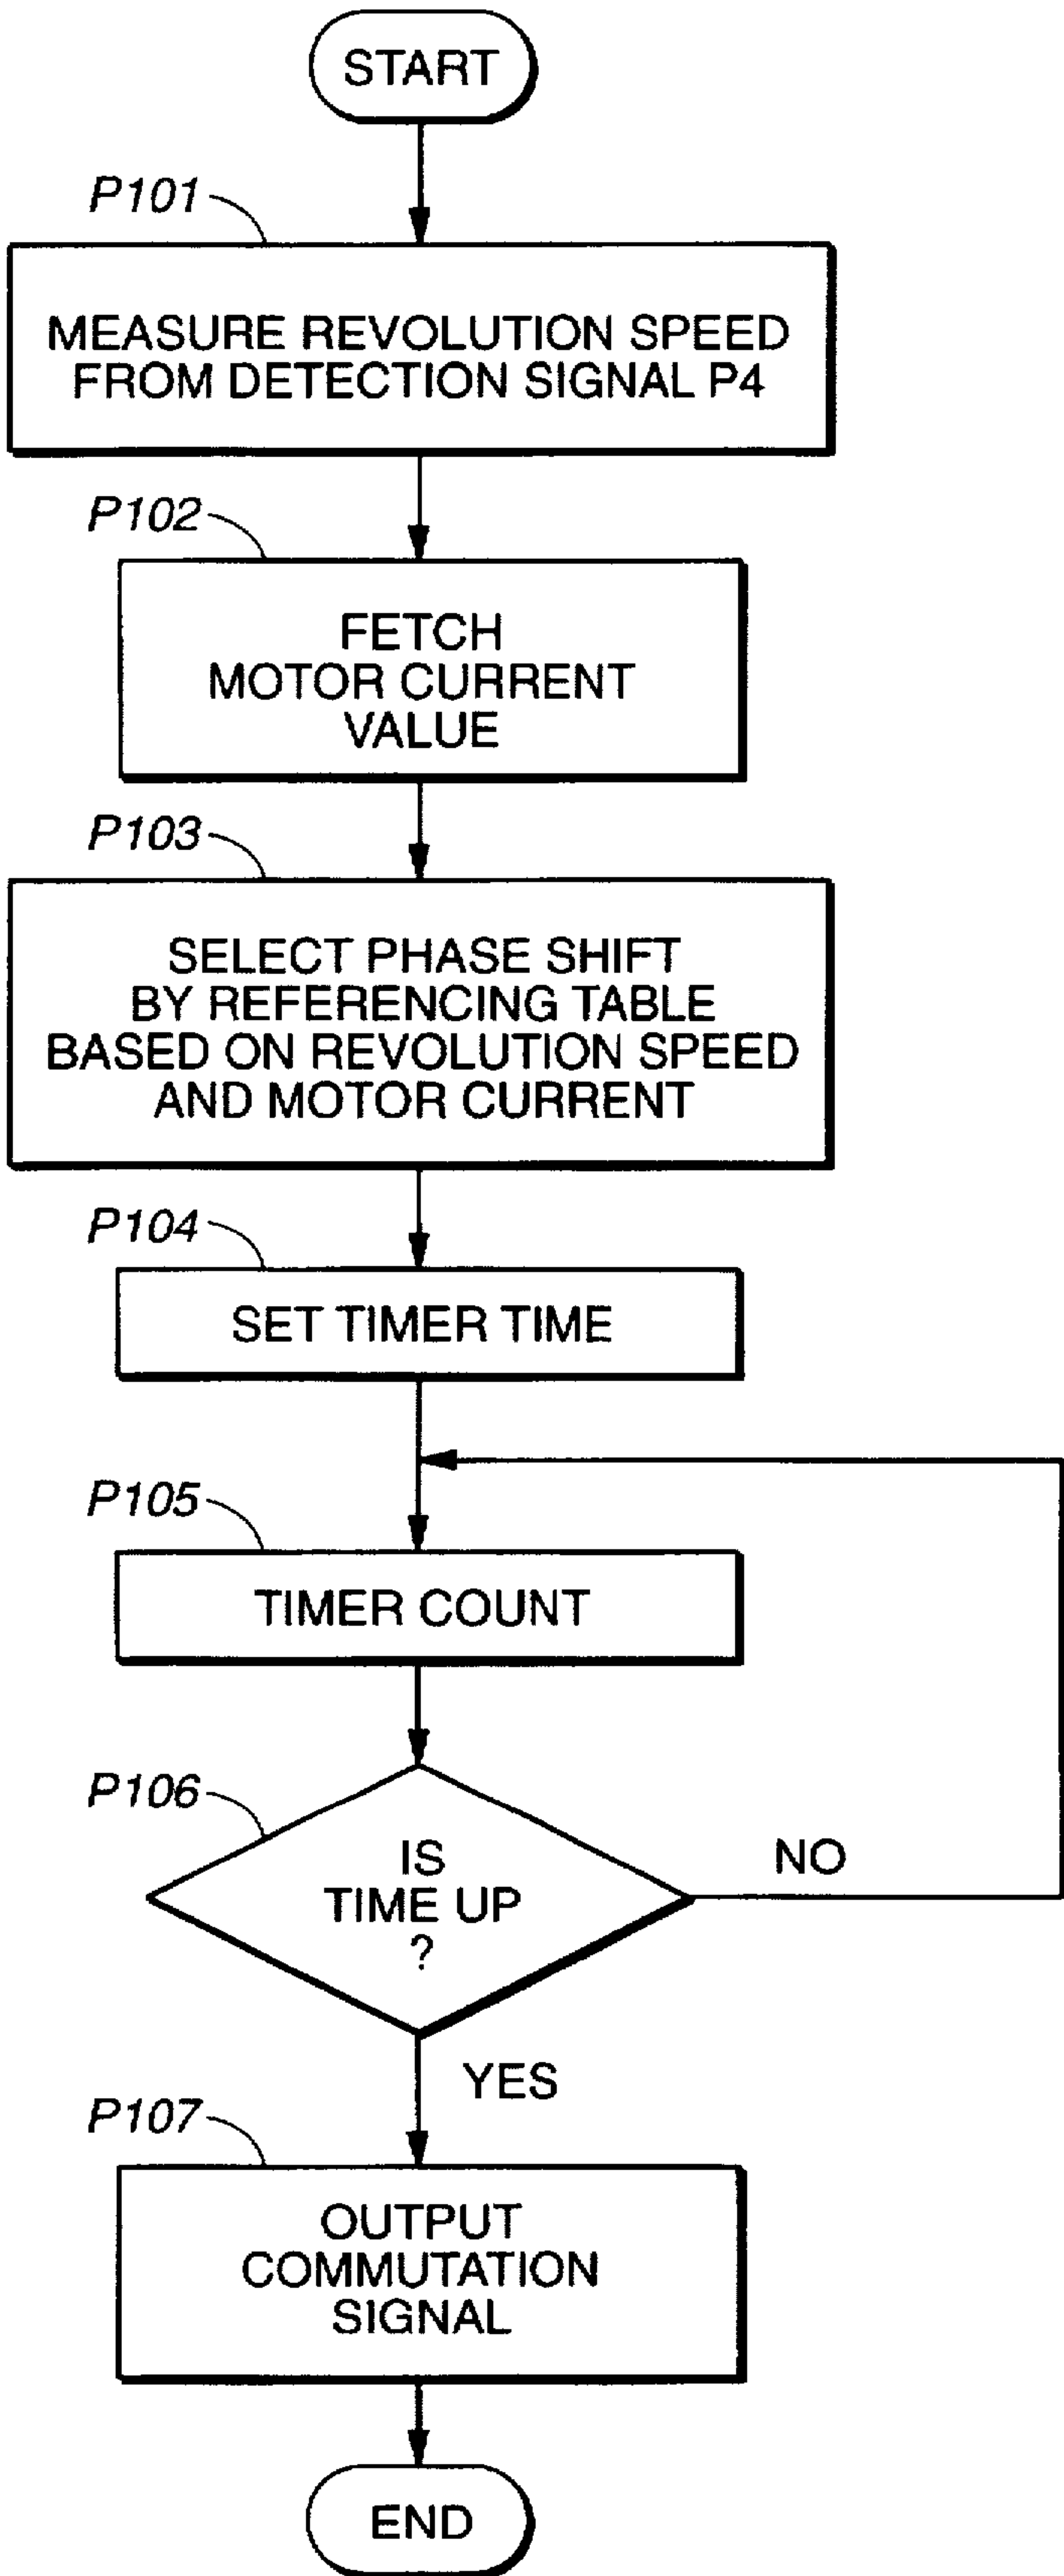 START
P101
MEASURE REVOLUTION SPEED
FROM DETECTION SIGNAL P4
P102
FETCH
MOTOR CURRENT
VALUE
P103
SELECT PHASE SHIFT
BY REFERENCING TABLE
BASED ON REVOLUTION SPEED
AND MOTOR CURRENT
P104
SET TIMER TIME
P105
TIMER COUNT
P106
IS
TIME UP
?
NO
YES
P107
OUTPUT
COMMUTATION
SIGNAL
END